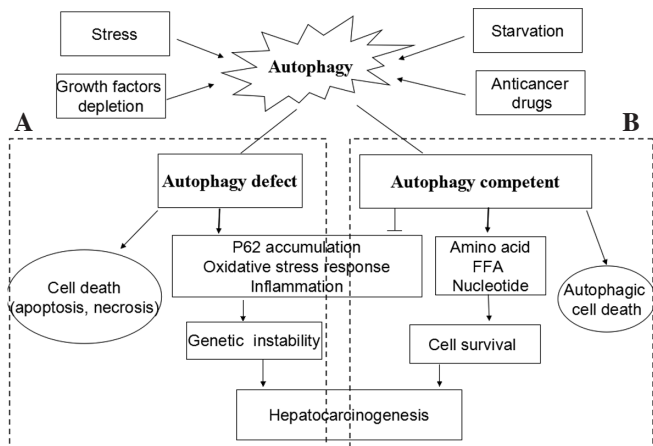 Stress
Starvation
Autophagy
Growth factors
depletion
Anticancer
drugs
A
B
Autophagy defect
Autophagy competent
P62 accumulation
Oxidative stress response
Inflammation
Amino acid
FFA
Nucleotide
Cell death
(apoptosis, necrosis)
Autophagic
cell death
Genetic instability
Cell survival
Hepatocarcinogenesis